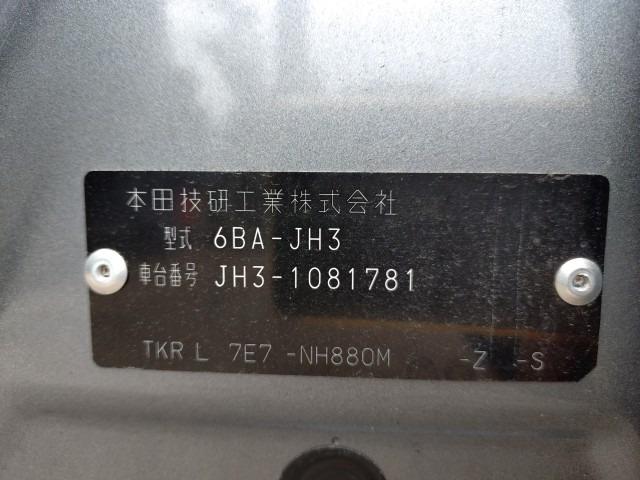 本田技研工業株式会社
型式 6BA-JH3
車台番号 JH3-1081781
TKR L 7E7 -NH880M -Z -S